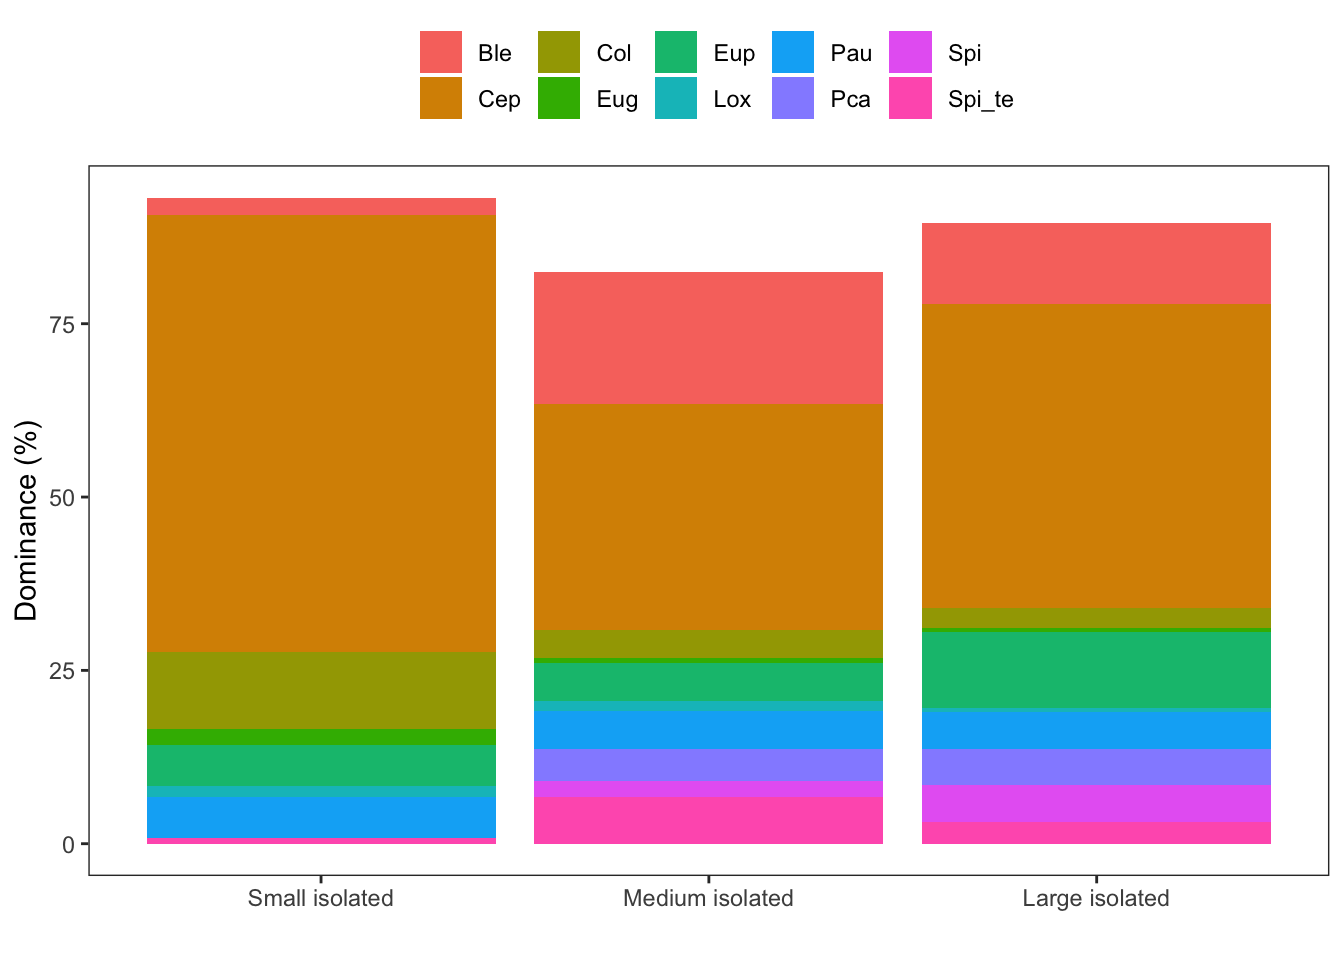 Ble Col Eup Pau Spi
Cep Eug Lox Pca Spi_te
75
50
25
0
Dominance (%)
Small isolated Medium isolated Large isolated